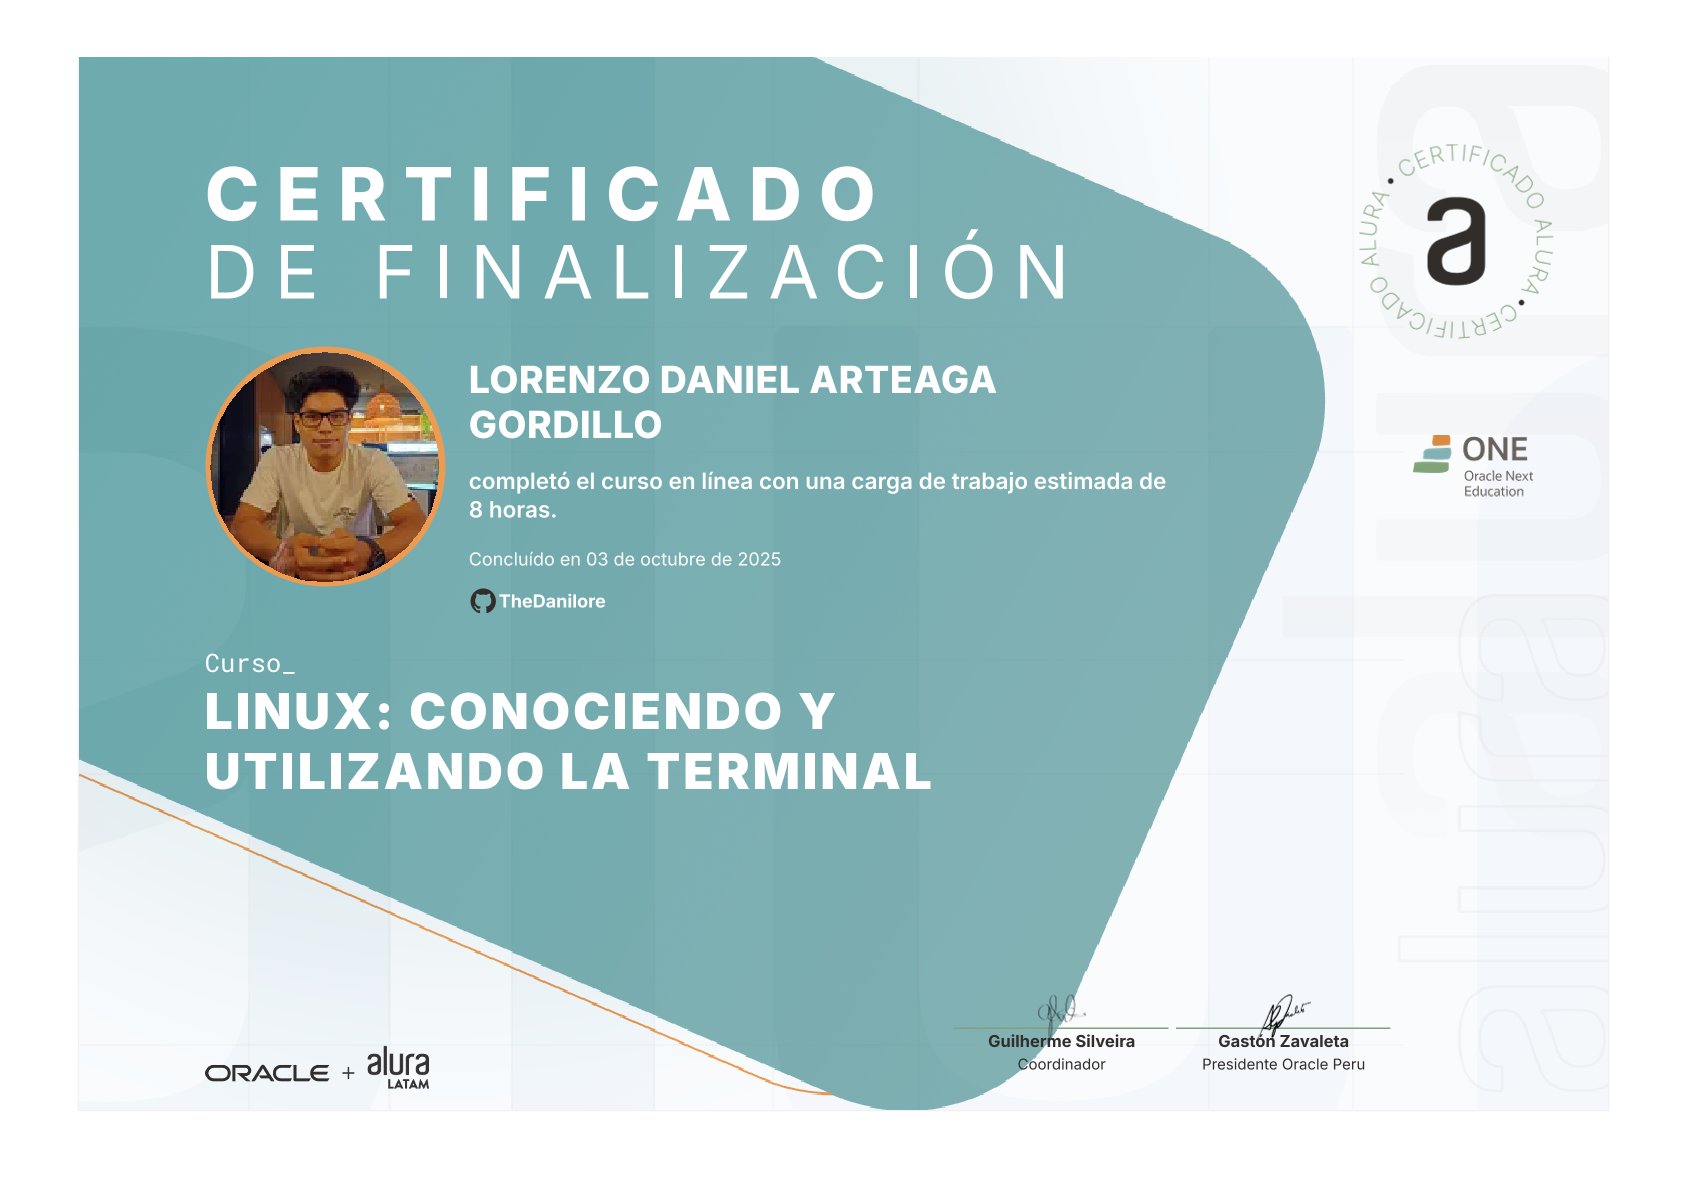 CERTIFICADO
DE FINALIZACIÓN
CERTIFICADO ALURA • CERTIFICADO ALURA •
a
LORENZO DANIEL ARTEAGA
GORDILLO
ONE
Oracle Next
Education
completó el curso en línea con una carga de trabajo estimada de
8 horas.
Concluído en 03 de octubre de 2025
TheDanilore
Curso_
LINUX: CONOCIENDO Y
UTILIZANDO LA TERMINAL
alura
alura
Guilherme Silveira
Coordinador
Gastón Zavaleta
Presidente Oracle Peru
ORACLE + alura
LATAM